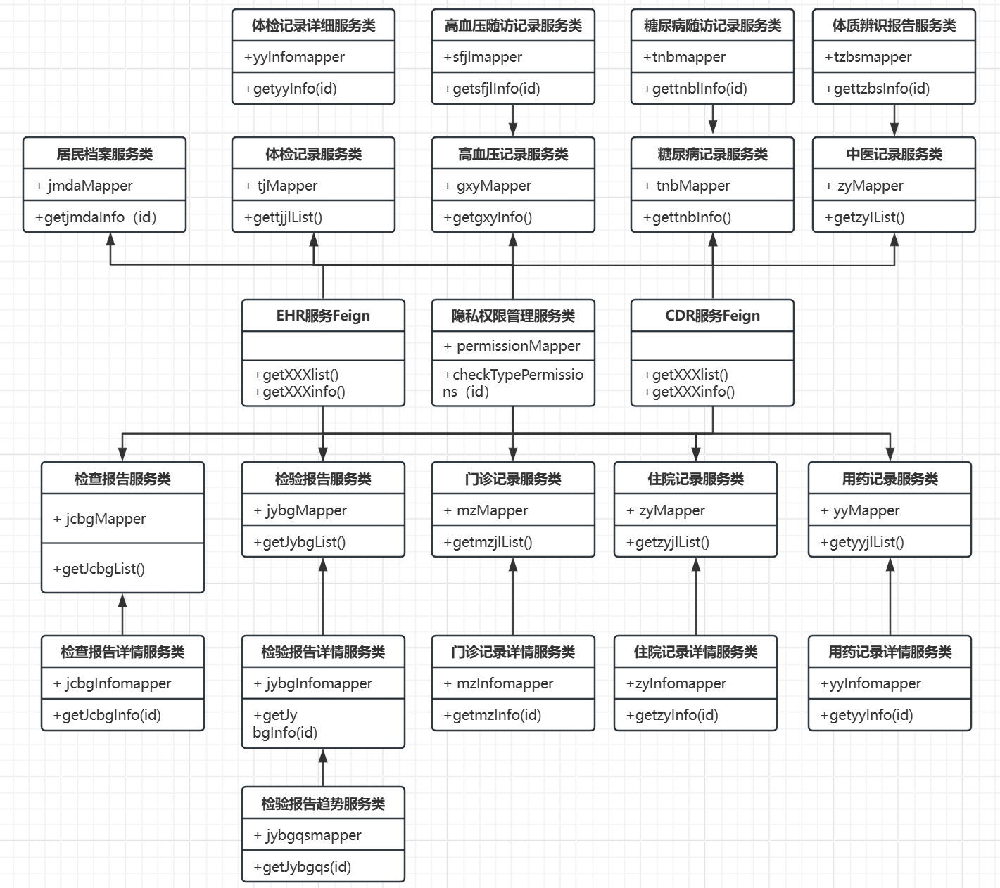 体检记录详细服务类
+yyInfomapper
+getyyInfo(id)
高血压随访记录服务类
+sfjlmapper
+getsfjlInfo(id)
糖尿病随访记录服务类
+tnbmapper
+gettnblInfo(id)
体质辨识报告服务类
+tzbsmapper
+gettzbsInfo(id)
居民档案服务类
+ jmdaMapper
+getjmdaInfo（id）
体检记录服务类
+ tjMapper
+gettjjlList()
高血压记录服务类
+ gxyMapper
+getgxyInfo()
糖尿病记录服务类
+ tnbMapper
+gettnbInfo()
中医记录服务类
+ zyMapper
+getzylList()
EHR服务Feign
+getXXXlist()
+getXXXinfo()
隐私权限管理服务类
+ permissionMapper
+checkTypePermissio
ns（id）
CDR服务Feign
+getXXXlist()
+getXXXinfo()
检查报告服务类
+ jcbgMapper
+getJcbgList()
检验报告服务类
+ jybgMapper
+getJybgList()
门诊记录服务类
+ mzMapper
+getmzjlList()
住院记录服务类
+ zyMapper
+getzyjlList()
用药记录服务类
+ yyMapper
+getyyjlList()
检查报告详情服务类
+ jcbgInfomapper
+getJcbgInfo(id)
检验报告详情服务类
+ jybgInfomapper
+getJy
bgInfo(id)
门诊记录详情服务类
+ mzInfomapper
+getmzInfo(id)
住院记录详情服务类
+zyInfomapper
+getzyInfo(id)
用药记录详情服务类
+yyInfomapper
+getyyInfo(id)
检验报告趋势服务类
+ jybgqsmapper
+getJybgqs(id)